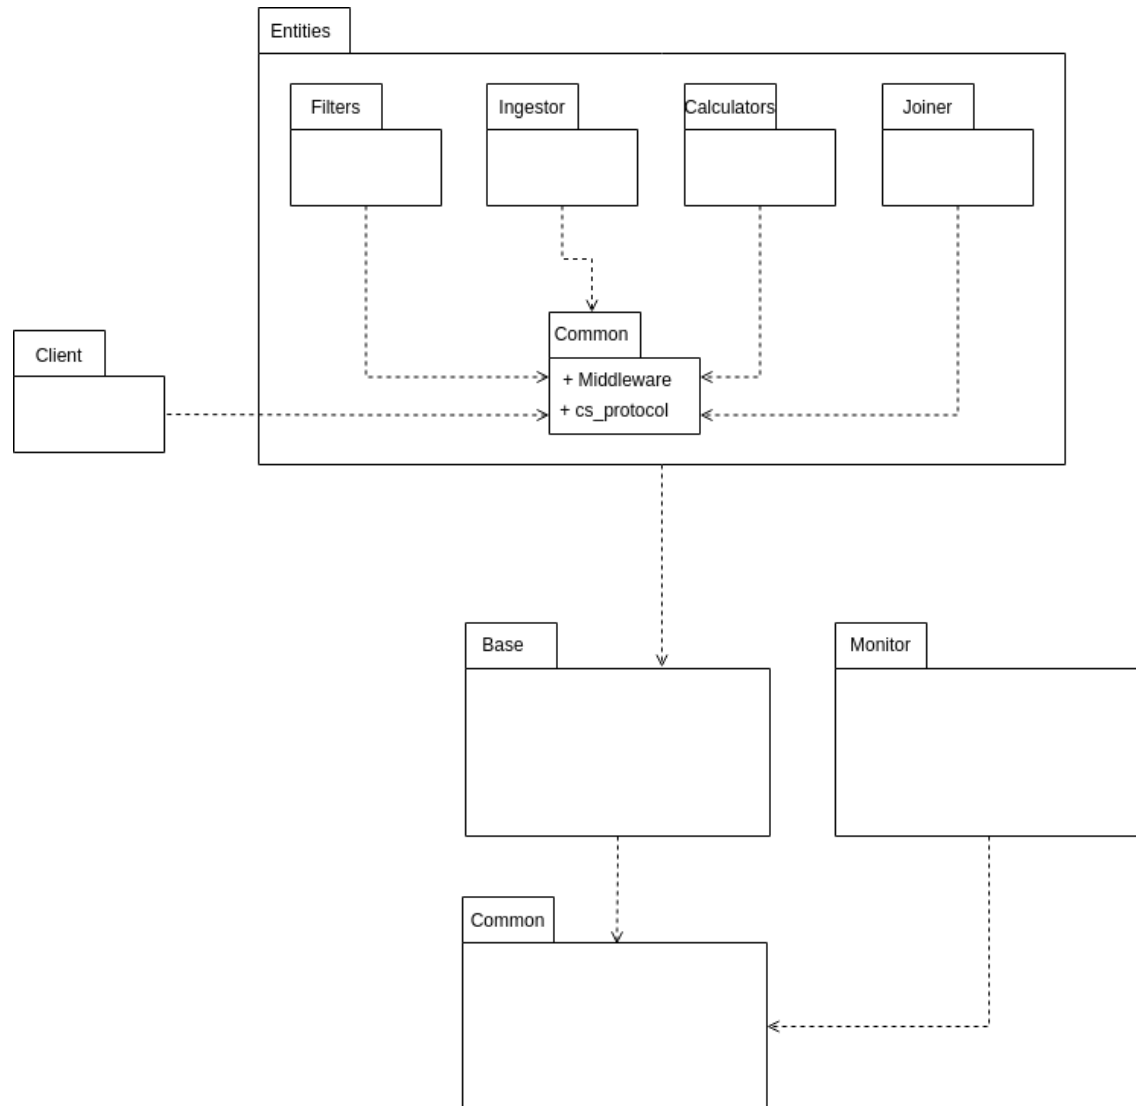 Entities
Filters
Ingestor
Calculators
Joiner
Common
+ Middleware
+ cs_protocol
Client
Base
Monitor
Common